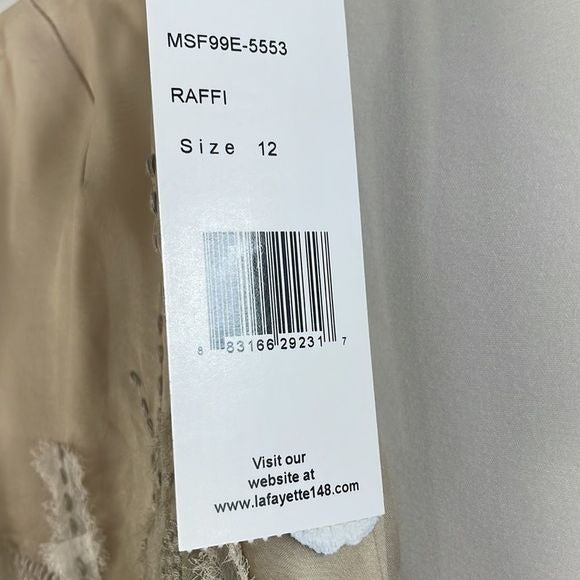 MSF99E-5553
RAFFI
Size 12
8 83166 29231 7
Visit our
website at
www.lafayette148.com